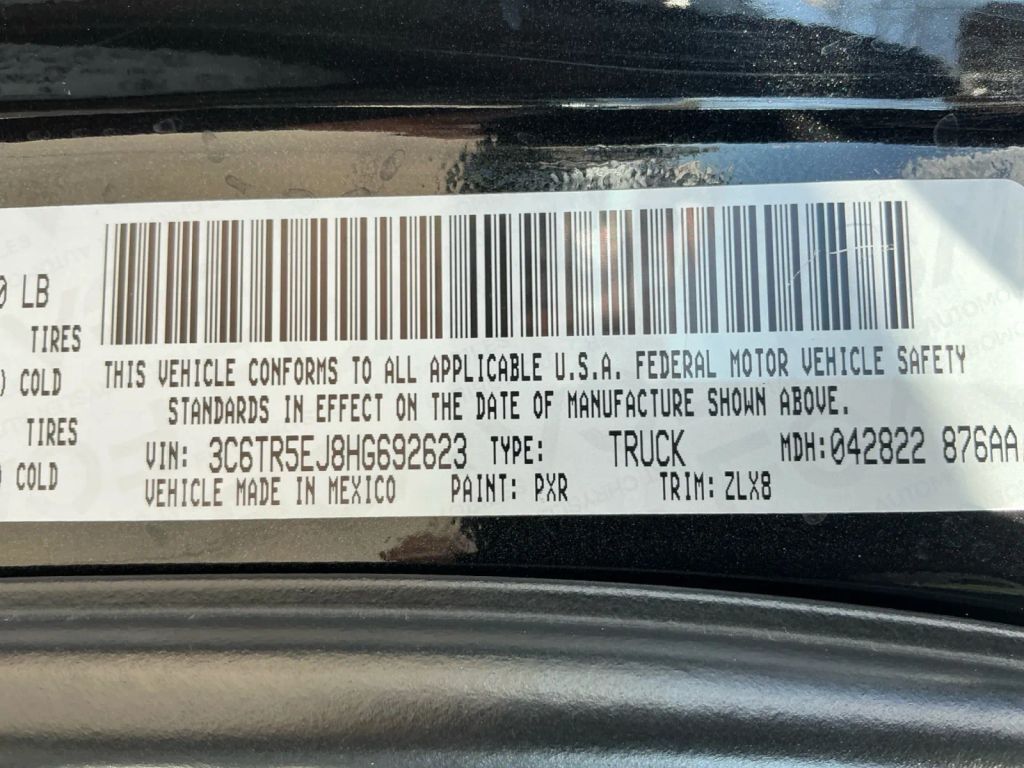 0 LB
TIRES
) COLD
TIRES
) COLD
THIS VEHICLE CONFORMS TO ALL APPLICABLE U.S.A. FEDERAL MOTOR VEHICLE SAFETY
STANDARDS IN EFFECT ON THE DATE OF MANUFACTURE SHOWN ABOVE.
VIN: 3C6TR5EJ8HG692623 TYPE: TRUCK MDH:042822 876AA
VEHICLE MADE IN MEXICO PAINT: PXR TRIM: ZLX8